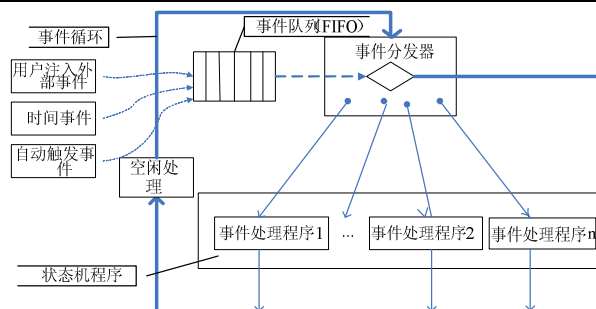 事件循环
事件队列(FIFO）
事件分发器
用户注入外
部事件
时间事件
自动触发事
件
空闲处
理
事件处理程序1
...
事件处理程序2
事件处理程序n
状态机程序